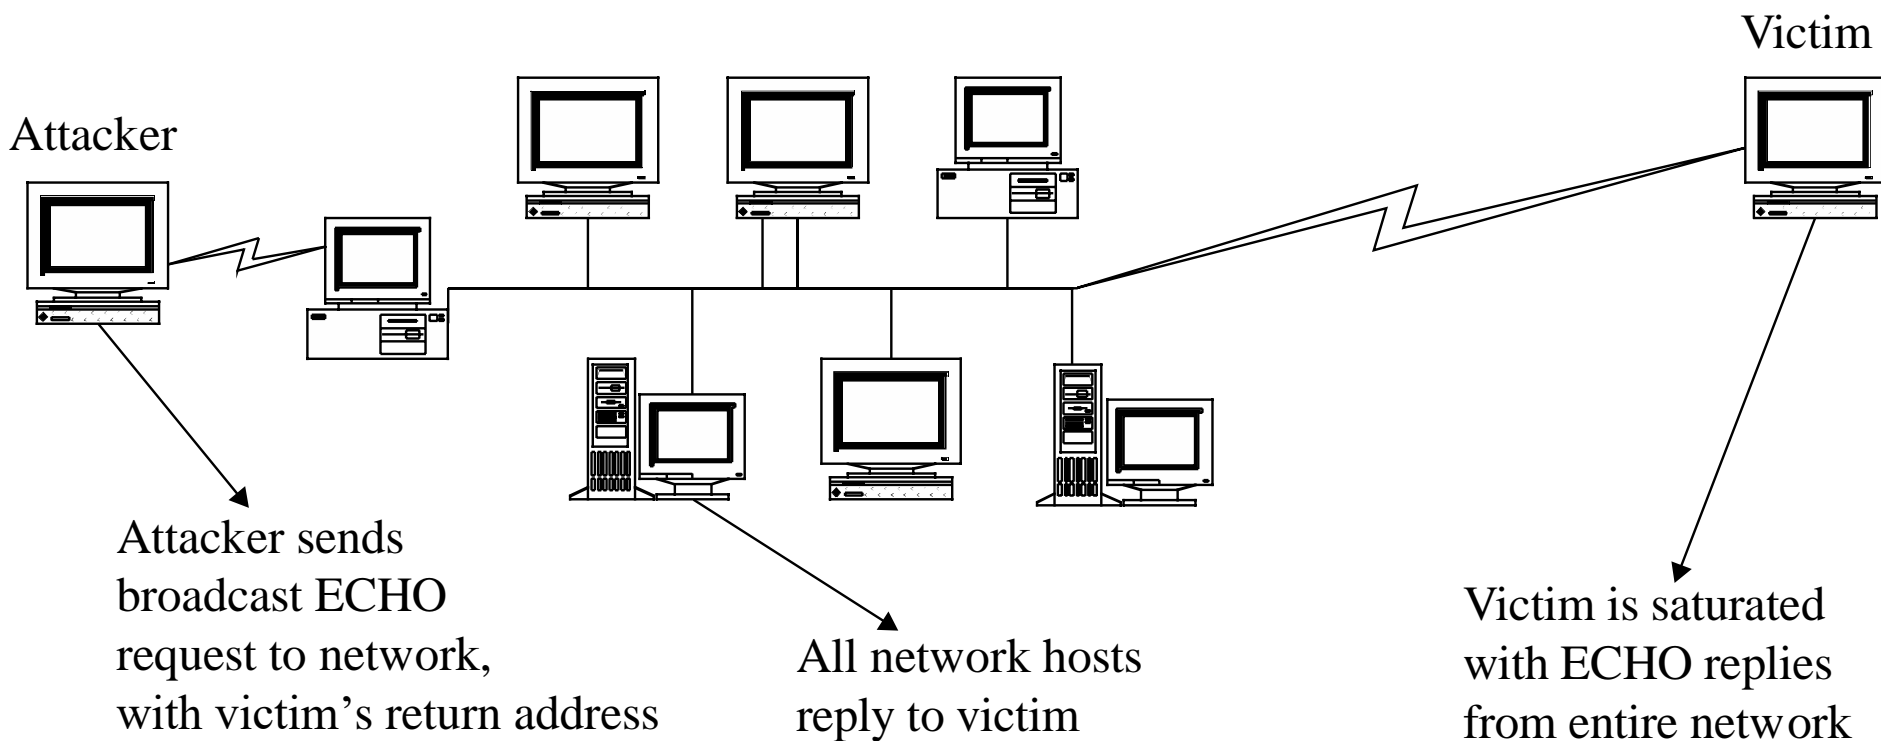 Victim
Attacker
Attacker sends
broadcast ECHO
request to network,
with victim’s return address
All network hosts
reply to victim
Victim is saturated
with ECHO replies
from entire network